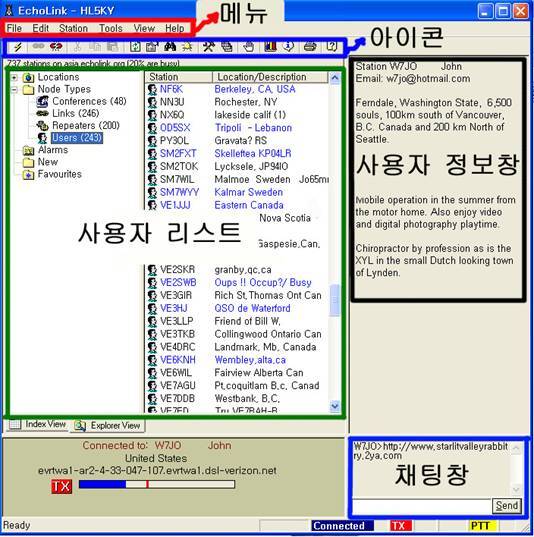 EchoLink - HL5KY
메뉴
File Edit Station Tools View Help
아이콘
737 stations on asia.echolink.org (20% are busy)
Locations
Node Types
Conferences (48)
Links (246)
Repeaters (200)
Users (243)
Alarms
New
Favourites
Station Location/Description
NF6K Berkeley, CA, USA
NN3U Rochester, NY
NX6Q lakeside calif (1)
OD5SX Tripoli - Lebanon
PY3OL Gravata? RS
SM2FXT Skelleftea KP04LR
SM2TOK Lycksele, JP94IO
SM7WIL Malmoe Sweden Jo65m
SM7WYY Kalmar Sweden
VE1JJJ Eastern Canada
Nova Scotia
사용자 리스트
Gaspesie,Can.
VE2SKR granby,qc,ca
VE2SWB Oups !! Occup?/ Busy
VE3GIR Rich St,Thomas Ont Can
VE3HJ QSO de Waterford
VE3LLP Friend of Bill W,
VE3TKB Collingwood Ontario Can
VE4DRC Landmark, Mb, Canada
VE6KNH Wembley,alta,ca
VE6WIL Fairview Alberta Can
VE7AGU Pt,coquitlam B,c, Canad
VE7DDB Westbank, B,C,
VE7ED Tru VE7RAH-R
Index View Explorer View
Station W7JO John
Email: w7jo@hotmail.com
Ferndale, Washington State, 6,500
souls, 100km south of Vancouver,
B.C. Canada and 200 km North of
Seattle.
사용자 정보창
Mobile operation in the summer from
the motor home. Also enjoy video
and digital photography playtime.
Chiropractor by profession as is the
XYL in the small Dutch looking town
of Lynden.
Connected to: W7JO John
United States
evrtwa1-ar2-4-33-047-107.evrtwa1.dsl-verizon.net
TX
W7JO>http://www,starlitvalleyrabbit
ry,2ya,com
채팅창
Send
Ready Connected TX PTT